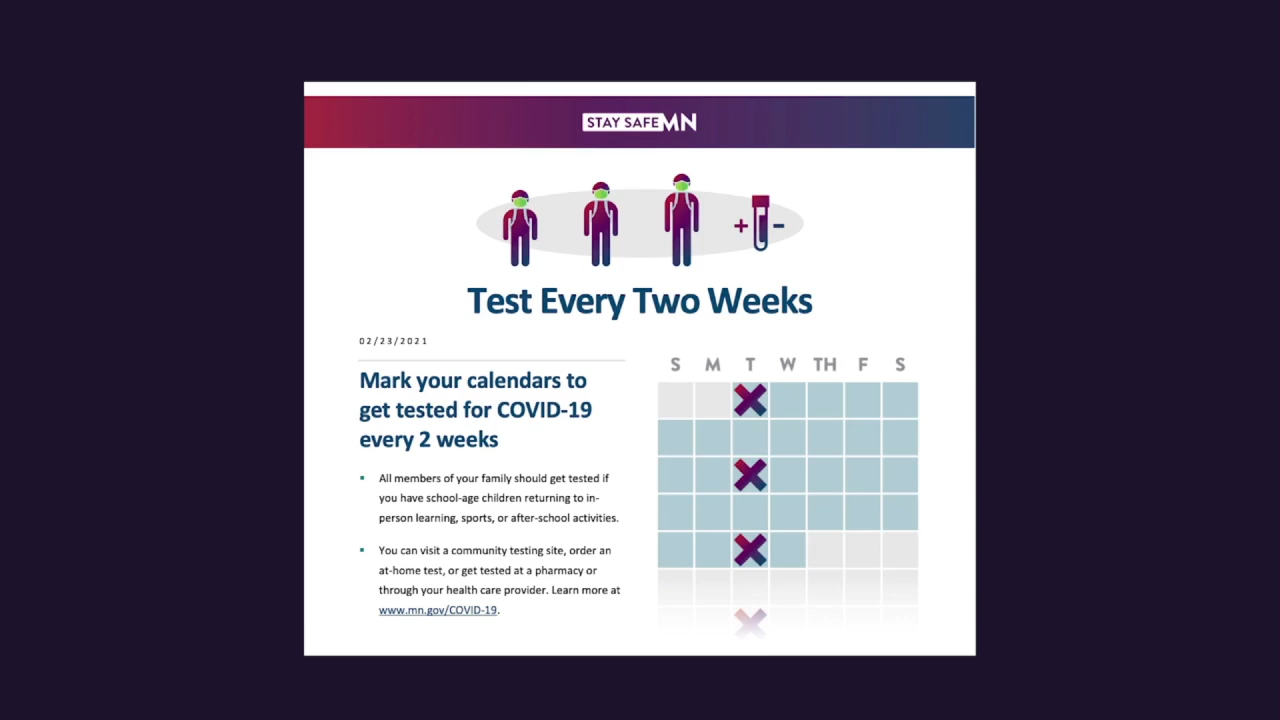 STAY SAFE MN
+ -
Test Every Two Weeks
02/23/2021
Mark your calendars to
get tested for COVID-19
every 2 weeks
▪ All members of your family should get tested if
you have school-age children returning to in-
person learning, sports, or after-school activities.
▪ You can visit a community testing site, order an
at-home test, or get tested at a pharmacy or
through your health care provider. Learn more at
www.mn.gov/COVID-19.
S M T W TH F S